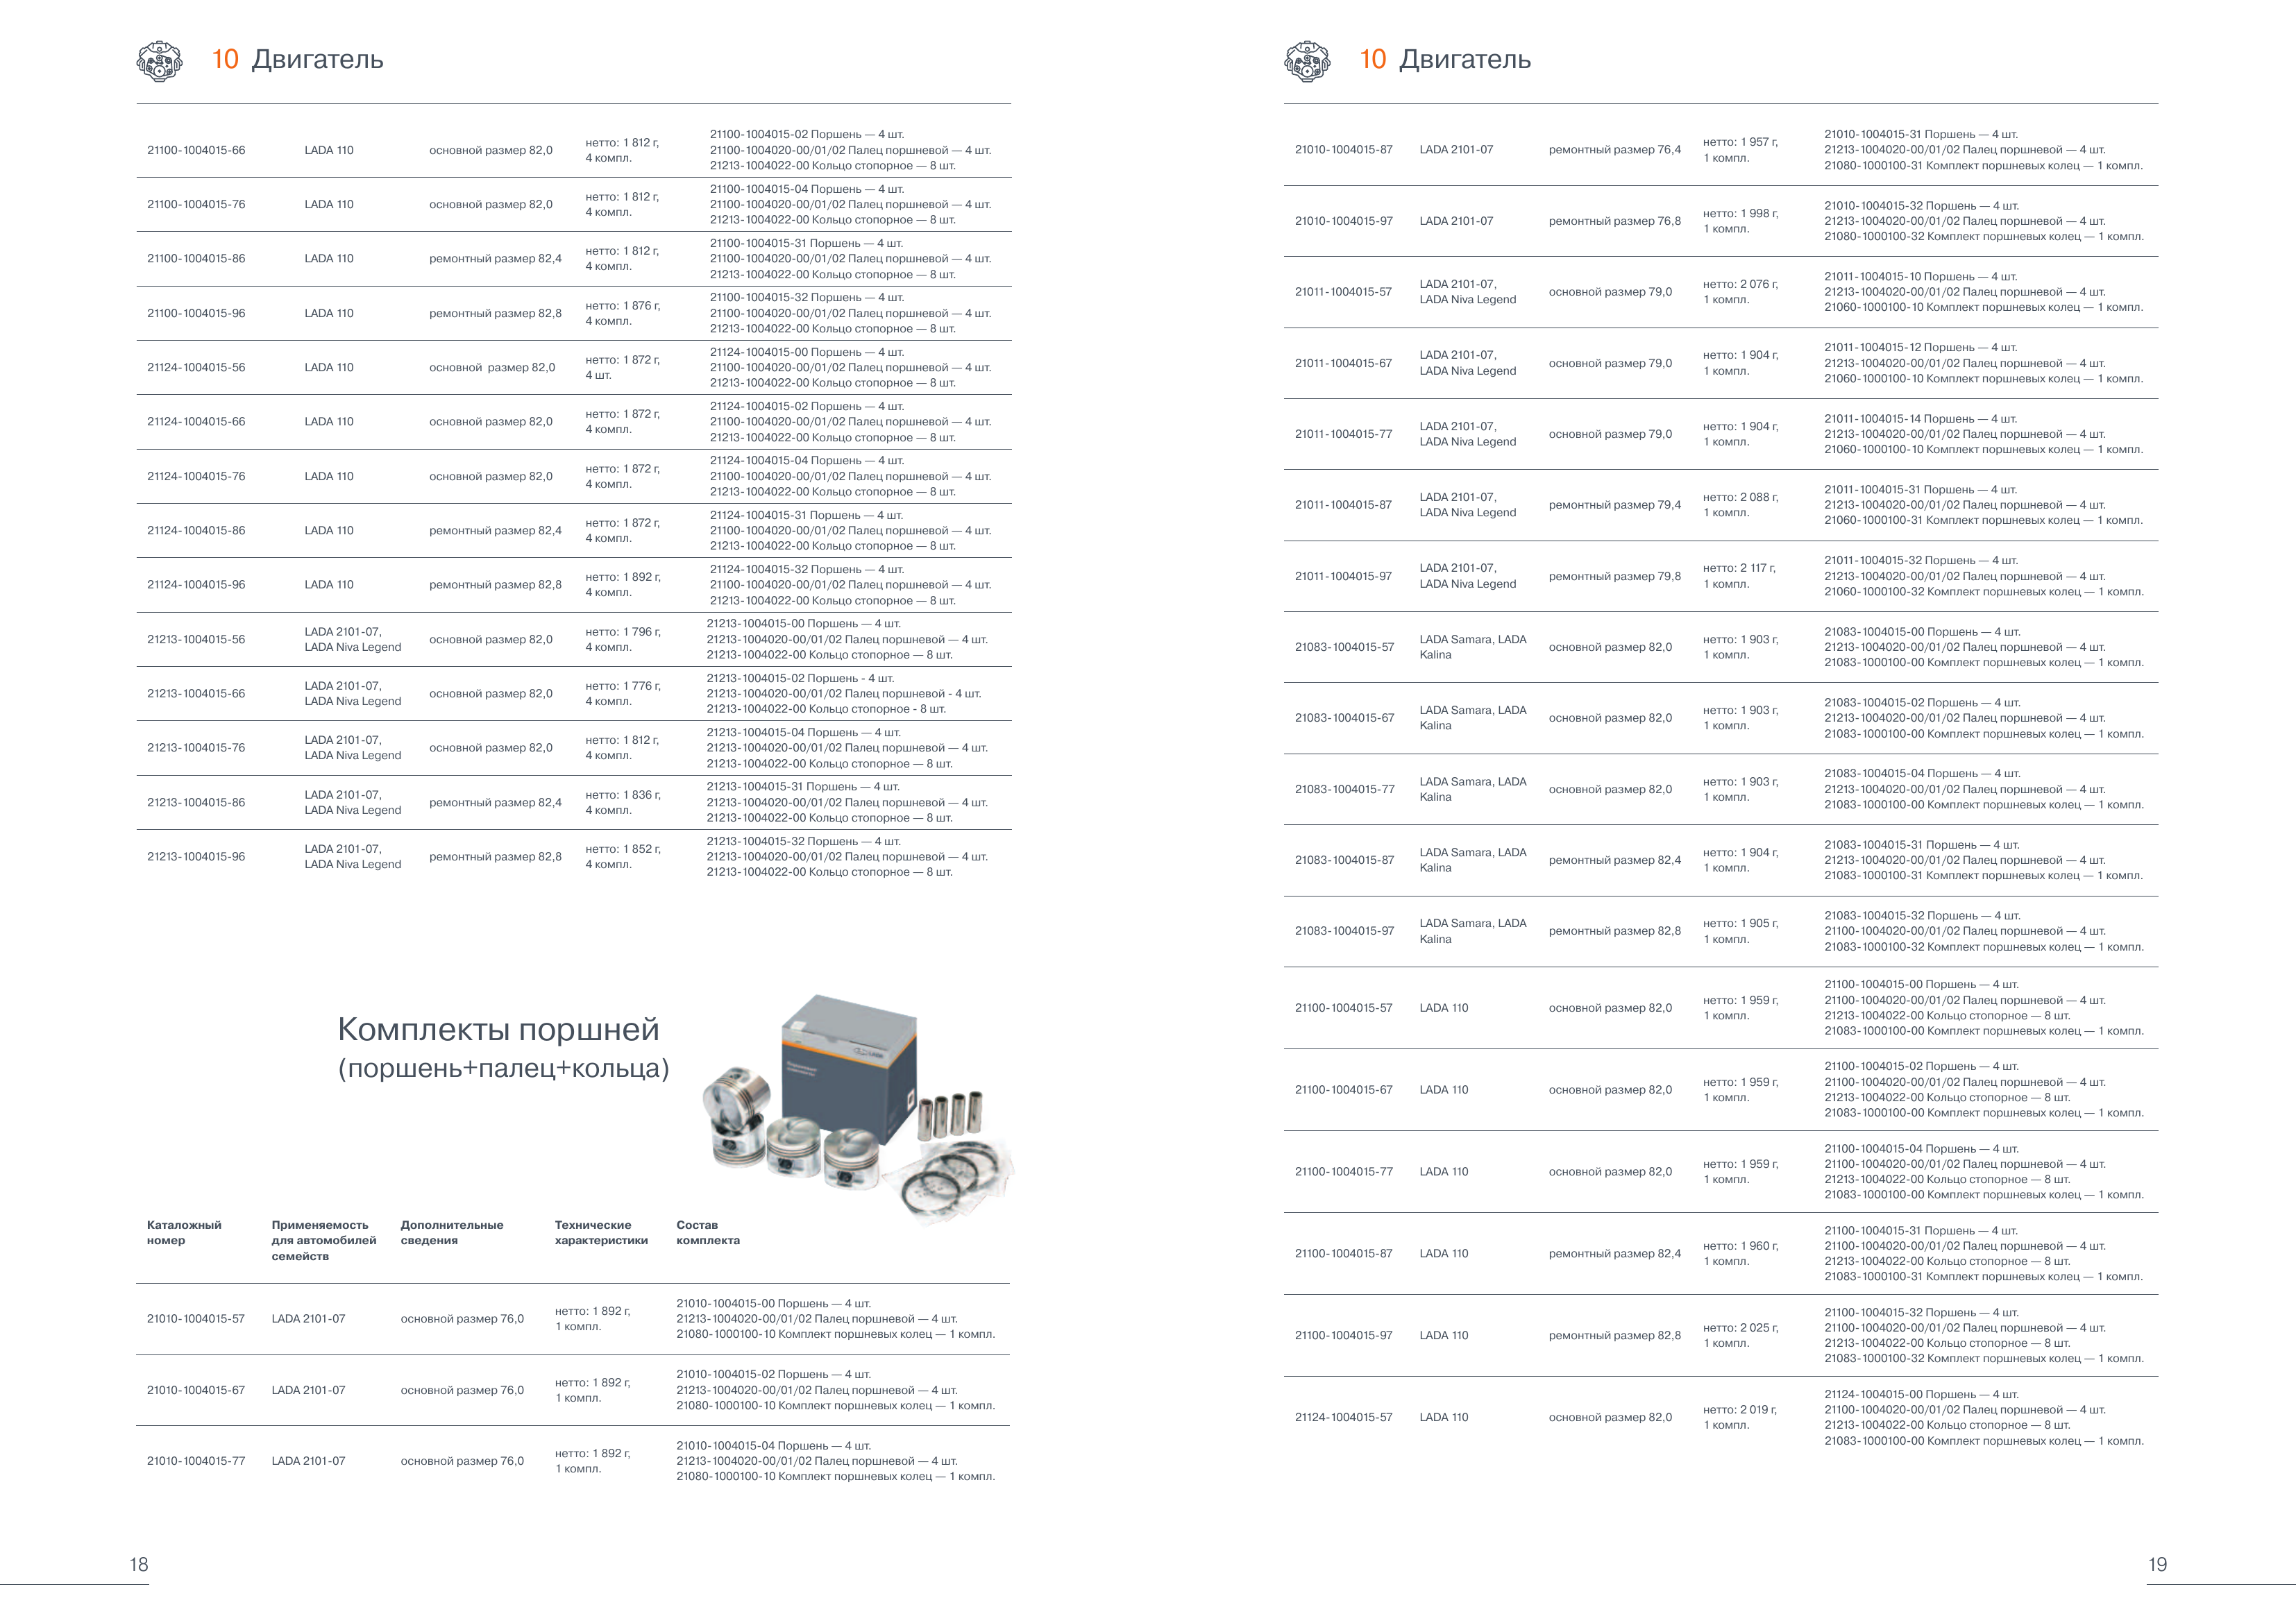 10 Двигатель
21100-1004015-66 LADA 110 основной размер 82,0 нетто: 1 812 г, 4 компл.
21100-1004015-02 Поршень — 4 шт.
21100-1004020-00/01/02 Палец поршневой — 4 шт.
21213-1004022-00 Кольцо стопорное — 8 шт.
21100-1004015-76 LADA 110 основной размер 82,0 нетто: 1 812 г, 4 компл.
21100-1004015-04 Поршень — 4 шт.
21100-1004020-00/01/02 Палец поршневой — 4 шт.
21213-1004022-00 Кольцо стопорное — 8 шт.
21100-1004015-86 LADA 110 ремонтный размер 82,4 нетто: 1 812 г, 4 компл.
21100-1004015-31 Поршень — 4 шт.
21100-1004020-00/01/02 Палец поршневой — 4 шт.
21213-1004022-00 Кольцо стопорное — 8 шт.
21100-1004015-96 LADA 110 ремонтный размер 82,8 нетто: 1 876 г, 4 компл.
21100-1004015-32 Поршень — 4 шт.
21100-1004020-00/01/02 Палец поршневой — 4 шт.
21213-1004022-00 Кольцо стопорное — 8 шт.
21124-1004015-56 LADA 110 основной размер 82,0 нетто: 1 872 г, 4 шт.
21124-1004015-00 Поршень — 4 шт.
21100-1004020-00/01/02 Палец поршневой — 4 шт.
21213-1004022-00 Кольцо стопорное — 8 шт.
21124-1004015-66 LADA 110 основной размер 82,0 нетто: 1 872 г, 4 компл.
21124-1004015-02 Поршень — 4 шт.
21100-1004020-00/01/02 Палец поршневой — 4 шт.
21213-1004022-00 Кольцо стопорное — 8 шт.
21124-1004015-76 LADA 110 основной размер 82,0 нетто: 1 872 г, 4 компл.
21124-1004015-04 Поршень — 4 шт.
21100-1004020-00/01/02 Палец поршневой — 4 шт.
21213-1004022-00 Кольцо стопорное — 8 шт.
21124-1004015-86 LADA 110 ремонтный размер 82,4 нетто: 1 872 г, 4 компл.
21124-1004015-31 Поршень — 4 шт.
21100-1004020-00/01/02 Палец поршневой — 4 шт.
21213-1004022-00 Кольцо стопорное — 8 шт.
21124-1004015-96 LADA 110 ремонтный размер 82,8 нетто: 1 892 г, 4 компл.
21124-1004015-32 Поршень — 4 шт.
21100-1004020-00/01/02 Палец поршневой — 4 шт.
21213-1004022-00 Кольцо стопорное — 8 шт.
21213-1004015-56 LADA 2101-07, LADA Niva Legend основной размер 82,0 нетто: 1 796 г, 4 компл.
21213-1004015-00 Поршень — 4 шт.
21213-1004020-00/01/02 Палец поршневой — 4 шт.
21213-1004022-00 Кольцо стопорное — 8 шт.
21213-1004015-66 LADA 2101-07, LADA Niva Legend основной размер 82,0 нетто: 1 776 г, 4 компл.
21213-1004015-02 Поршень - 4 шт.
21213-1004020-00/01/02 Палец поршневой - 4 шт.
21213-1004022-00 Кольцо стопорное - 8 шт.
21213-1004015-76 LADA 2101-07, LADA Niva Legend основной размер 82,0 нетто: 1 812 г, 4 компл.
21213-1004015-04 Поршень — 4 шт.
21213-1004020-00/01/02 Палец поршневой — 4 шт.
21213-1004022-00 Кольцо стопорное — 8 шт.
21213-1004015-86 LADA 2101-07, LADA Niva Legend ремонтный размер 82,4 нетто: 1 836 г, 4 компл.
21213-1004015-31 Поршень — 4 шт.
21213-1004020-00/01/02 Палец поршневой — 4 шт.
21213-1004022-00 Кольцо стопорное — 8 шт.
21213-1004015-96 LADA 2101-07, LADA Niva Legend ремонтный размер 82,8 нетто: 1 852 г, 4 компл.
21213-1004015-32 Поршень — 4 шт.
21213-1004020-00/01/02 Палец поршневой — 4 шт.
21213-1004022-00 Кольцо стопорное — 8 шт.
Комплекты поршней
(поршень+палец+кольца)
LADA
Каталожный номер Применяемость для автомобилей семейств Дополнительные сведения Технические характеристики Состав комплекта
21010-1004015-57 LADA 2101-07 основной размер 76,0 нетто: 1 892 г, 1 компл.
21010-1004015-00 Поршень — 4 шт.
21213-1004020-00/01/02 Палец поршневой — 4 шт.
21080-1000100-10 Комплект поршневых колец — 1 компл.
21010-1004015-67 LADA 2101-07 основной размер 76,0 нетто: 1 892 г, 1 компл.
21010-1004015-02 Поршень — 4 шт.
21213-1004020-00/01/02 Палец поршневой — 4 шт.
21080-1000100-10 Комплект поршневых колец — 1 компл.
21010-1004015-77 LADA 2101-07 основной размер 76,0 нетто: 1 892 г, 1 компл.
21010-1004015-04 Поршень — 4 шт.
21213-1004020-00/01/02 Палец поршневой — 4 шт.
21080-1000100-10 Комплект поршневых колец — 1 компл.
18
10 Двигатель
21010-1004015-87 LADA 2101-07 ремонтный размер 76,4 нетто: 1 957 г, 1 компл.
21010-1004015-31 Поршень — 4 шт.
21213-1004020-00/01/02 Палец поршневой — 4 шт.
21080-1000100-31 Комплект поршневых колец — 1 компл.
21010-1004015-97 LADA 2101-07 ремонтный размер 76,8 нетто: 1 998 г, 1 компл.
21010-1004015-32 Поршень — 4 шт.
21213-1004020-00/01/02 Палец поршневой — 4 шт.
21080-1000100-32 Комплект поршневых колец — 1 компл.
21011-1004015-57 LADA 2101-07, LADA Niva Legend основной размер 79,0 нетто: 2 076 г, 1 компл.
21011-1004015-10 Поршень — 4 шт.
21213-1004020-00/01/02 Палец поршневой — 4 шт.
21060-1000100-10 Комплект поршневых колец — 1 компл.
21011-1004015-67 LADA 2101-07, LADA Niva Legend основной размер 79,0 нетто: 1 904 г, 1 компл.
21011-1004015-12 Поршень — 4 шт.
21213-1004020-00/01/02 Палец поршневой — 4 шт.
21060-1000100-10 Комплект поршневых колец — 1 компл.
21011-1004015-77 LADA 2101-07, LADA Niva Legend основной размер 79,0 нетто: 1 904 г, 1 компл.
21011-1004015-14 Поршень — 4 шт.
21213-1004020-00/01/02 Палец поршневой — 4 шт.
21060-1000100-10 Комплект поршневых колец — 1 компл.
21011-1004015-87 LADA 2101-07, LADA Niva Legend ремонтный размер 79,4 нетто: 2 088 г, 1 компл.
21011-1004015-31 Поршень — 4 шт.
21213-1004020-00/01/02 Палец поршневой — 4 шт.
21060-1000100-31 Комплект поршневых колец — 1 компл.
21011-1004015-97 LADA 2101-07, LADA Niva Legend ремонтный размер 79,8 нетто: 2 117 г, 1 компл.
21011-1004015-32 Поршень — 4 шт.
21213-1004020-00/01/02 Палец поршневой — 4 шт.
21060-1000100-32 Комплект поршневых колец — 1 компл.
21083-1004015-57 LADA Samara, LADA Kalina основной размер 82,0 нетто: 1 903 г, 1 компл.
21083-1004015-00 Поршень — 4 шт.
21213-1004020-00/01/02 Палец поршневой — 4 шт.
21083-1000100-00 Комплект поршневых колец — 1 компл.
21083-1004015-67 LADA Samara, LADA Kalina основной размер 82,0 нетто: 1 903 г, 1 компл.
21083-1004015-02 Поршень — 4 шт.
21213-1004020-00/01/02 Палец поршневой — 4 шт.
21083-1000100-00 Комплект поршневых колец — 1 компл.
21083-1004015-77 LADA Samara, LADA Kalina основной размер 82,0 нетто: 1 903 г, 1 компл.
21083-1004015-04 Поршень — 4 шт.
21213-1004020-00/01/02 Палец поршневой — 4 шт.
21083-1000100-00 Комплект поршневых колец — 1 компл.
21083-1004015-87 LADA Samara, LADA Kalina ремонтный размер 82,4 нетто: 1 904 г, 1 компл.
21083-1004015-31 Поршень — 4 шт.
21213-1004020-00/01/02 Палец поршневой — 4 шт.
21083-1000100-31 Комплект поршневых колец — 1 компл.
21083-1004015-97 LADA Samara, LADA Kalina ремонтный размер 82,8 нетто: 1 905 г, 1 компл.
21083-1004015-32 Поршень — 4 шт.
21100-1004020-00/01/02 Палец поршневой — 4 шт.
21083-1000100-32 Комплект поршневых колец — 1 компл.
21100-1004015-57 LADA 110 основной размер 82,0 нетто: 1 959 г, 1 компл.
21100-1004015-00 Поршень — 4 шт.
21100-1004020-00/01/02 Палец поршневой — 4 шт.
21213-1004022-00 Кольцо стопорное — 8 шт.
21083-1000100-00 Комплект поршневых колец — 1 компл.
21100-1004015-67 LADA 110 основной размер 82,0 нетто: 1 959 г, 1 компл.
21100-1004015-02 Поршень — 4 шт.
21100-1004020-00/01/02 Палец поршневой — 4 шт.
21213-1004022-00 Кольцо стопорное — 8 шт.
21083-1000100-00 Комплект поршневых колец — 1 компл.
21100-1004015-77 LADA 110 основной размер 82,0 нетто: 1 959 г, 1 компл.
21100-1004015-04 Поршень — 4 шт.
21100-1004020-00/01/02 Палец поршневой — 4 шт.
21213-1004022-00 Кольцо стопорное — 8 шт.
21083-1000100-00 Комплект поршневых колец — 1 компл.
21100-1004015-87 LADA 110 ремонтный размер 82,4 нетто: 1 960 г, 1 компл.
21100-1004015-31 Поршень — 4 шт.
21100-1004020-00/01/02 Палец поршневой — 4 шт.
21213-1004022-00 Кольцо стопорное — 8 шт.
21083-1000100-31 Комплект поршневых колец — 1 компл.
21100-1004015-97 LADA 110 ремонтный размер 82,8 нетто: 2 025 г, 1 компл.
21100-1004015-32 Поршень — 4 шт.
21100-1004020-00/01/02 Палец поршневой — 4 шт.
21213-1004022-00 Кольцо стопорное — 8 шт.
21083-1000100-32 Комплект поршневых колец — 1 компл.
21124-1004015-57 LADA 110 основной размер 82,0 нетто: 2 019 г, 1 компл.
21124-1004015-00 Поршень — 4 шт.
21100-1004020-00/01/02 Палец поршневой — 4 шт.
21213-1004022-00 Кольцо стопорное — 8 шт.
21083-1000100-00 Комплект поршневых колец — 1 компл.
19